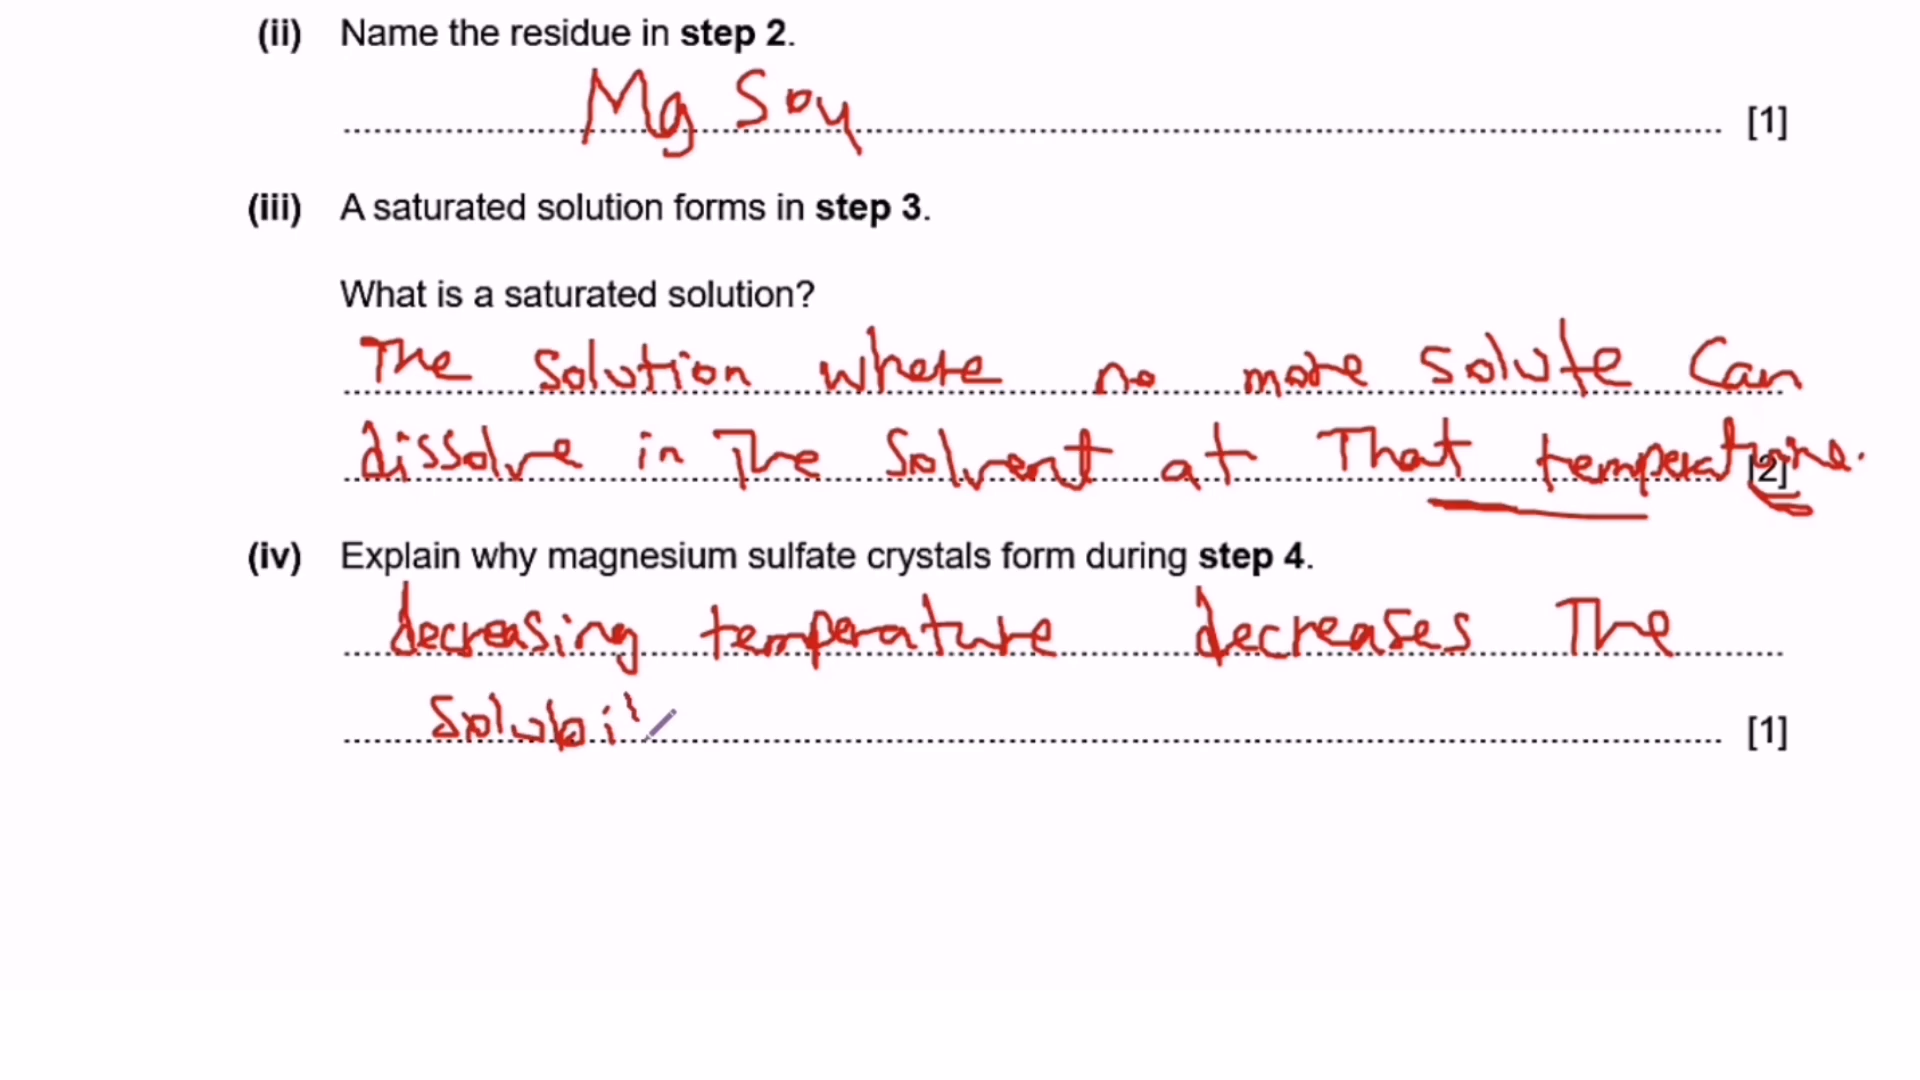 (ii) Name the residue in step 2.
Mg SO4
[1]
(iii) A saturated solution forms in step 3.
What is a saturated solution?
The solution where no more solute can
dissolve in The solvent at That temperature.
[2]
(iv) Explain why magnesium sulfate crystals form during step 4.
decreasing temperature decreases The
solubil
[1]